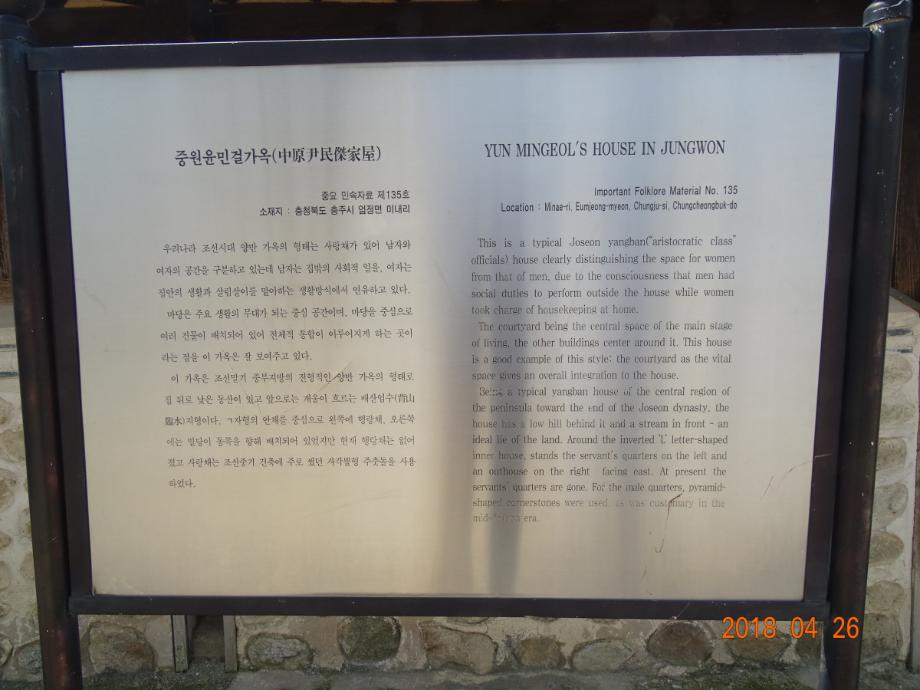 중원윤민걸가옥(中原尹民傑家屋)
중요 민속자료 제135호
소재지 : 충청북도 충주시 엄정면 미내리
우리나라 조선시대 양반 가옥의 형태는 사랑채가 있어 남자와
여자의 공간을 구분하고 있는데 남자는 집밖의 사회적 일을, 여자는
집안의 생활과 살림살이를 맡아하는 생활방식에서 연유하고 있다.
마당은 주요 생활의 무대가 되는 중심 공간이며, 마당을 중심으로
여러 건물이 배치되어 있어 전체적 통합이 이루어지게 하는 곳이
라는 점을 이 가옥은 잘 보여주고 있다.
이 가옥은 조선말기 중부지방의 전형적인 양반 가옥의 형태로
집 뒤로 낮은 동산이 있고 앞으로는 개울이 흐르는 배산임수(背山
臨水)지형이다. ㄱ자형의 안채를 중심으로 왼쪽에 행랑채, 오른쪽
에는 일당이 동쪽을 향해 배치되어 있었지만 현재 행랑채는 없어
졌고 사랑채는 조선중기 건축에 주로 썼던 사각뿔형 주춧돌을 사용
하였다.
YUN MINGEOL'S HOUSE IN JUNGWON
Important Folklore Material No. 135
Location : Minae-ri, Eumjeong-myeon, Chungju-si, Chungcheongbuk-do
This is a typical Joseon yangban("aristocratic class"
officials) house clearly distinguishing the space for women
from that of men, due to the consciousness that men had
social duties to perform outside the house while women
took charge of housekeeping at home.
The courtyard being the central space of the main stage
of living, the other buildings center around it. This house
is a good example of this style; the courtyard as the vital
space gives an overall integration to the house.
Being a typical yangban house of the central region of
the peninsula toward the end of the Joseon dynasty, the
house has a low hill behind it and a stream in front - an
ideal lie of the land. Around the inverted 'L' letter-shaped
inner house, stands the servant's quarters on the left and
an outhouse on the right facing east. At present the
servants' quarters are gone. For the male quarters, pyramid-
shaped cornerstones were used, as was customary in the
era.
2018 04 26